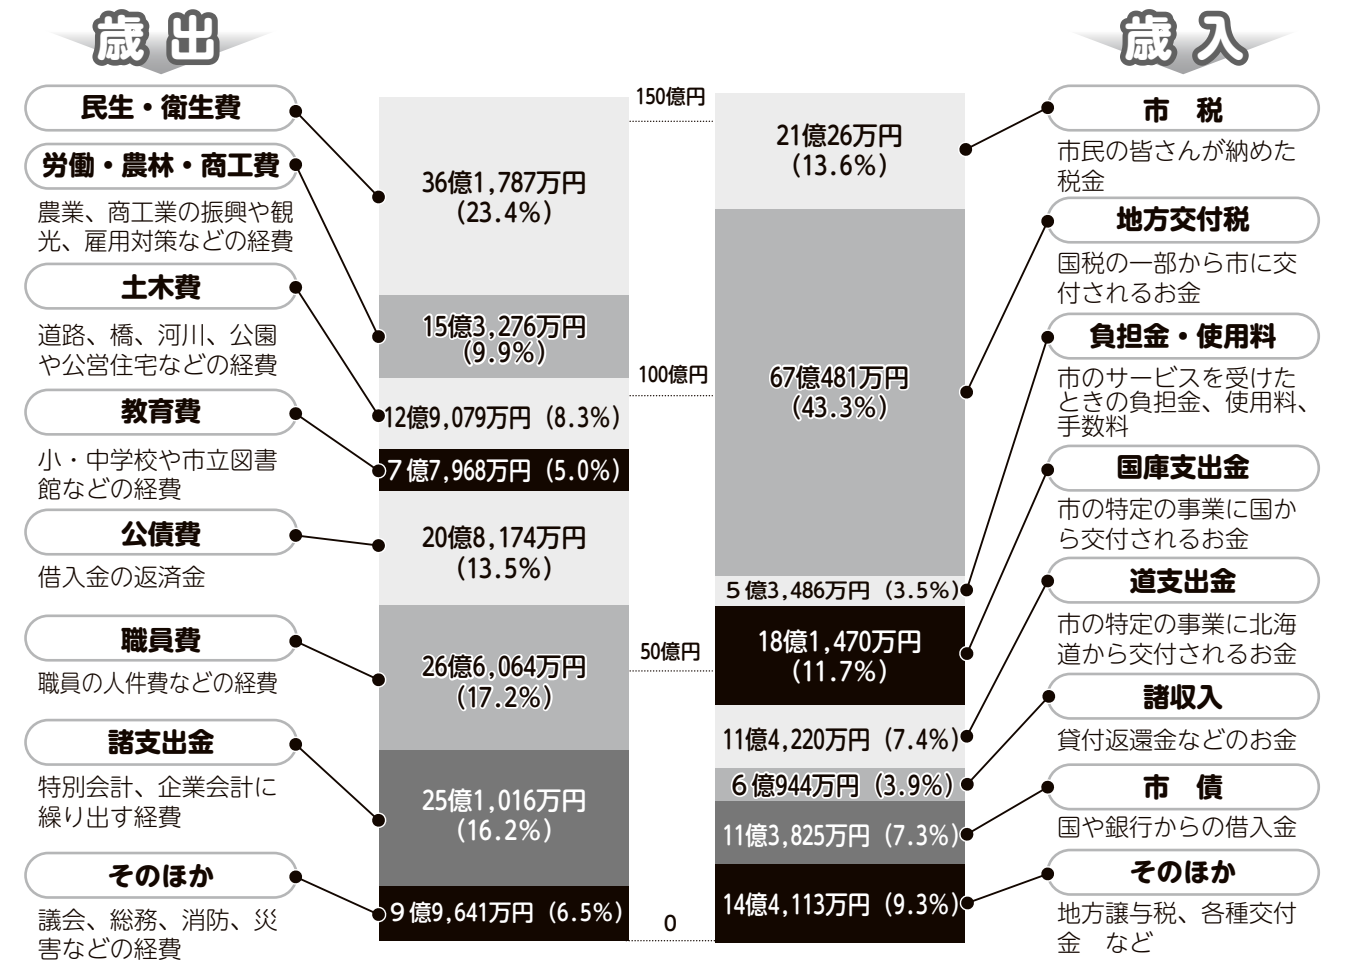 歳出
民生・衛生費
労働・農林・商工費
農業、商工業の振興や観
光、雇用対策などの経費
土木費
道路、橋、河川、公園
や公営住宅などの経費
教育費
小・中学校や市立図書
館などの経費
公債費
借入金の返済金
職員費
職員の人件費などの経費
諸支出金
特別会計、企業会計に
繰り出す経費
そのほか
議会、総務、消防、災
害などの経費
36億1,787万円
(23.4%)
15億3,276万円
(9.9%)
12億9,079万円 (8.3%)
7億7,968万円 (5.0%)
20億8,174万円
(13.5%)
26億6,064万円
(17.2%)
25億1,016万円
(16.2%)
9億9,641万円 (6.5%)
150億円
100億円
50億円
0
21億26万円
(13.6%)
67億481万円
(43.3%)
5億3,486万円 (3.5%)
18億1,470万円
(11.7%)
11億4,220万円 (7.4%)
6億944万円 (3.9%)
11億3,825万円 (7.3%)
14億4,113万円 (9.3%)
歳入
市 税
市民の皆さんが納めた
税金
地方交付税
国税の一部から市に交
付されるお金
負担金・使用料
市のサービスを受けた
ときの負担金、使用料、
手数料
国庫支出金
市の特定の事業に国か
ら交付されるお金
道支出金
市の特定の事業に北海
道から交付されるお金
諸収入
貸付返還金などのお金
市 債
国や銀行からの借入金
そのほか
地方譲与税、各種交付
金 など